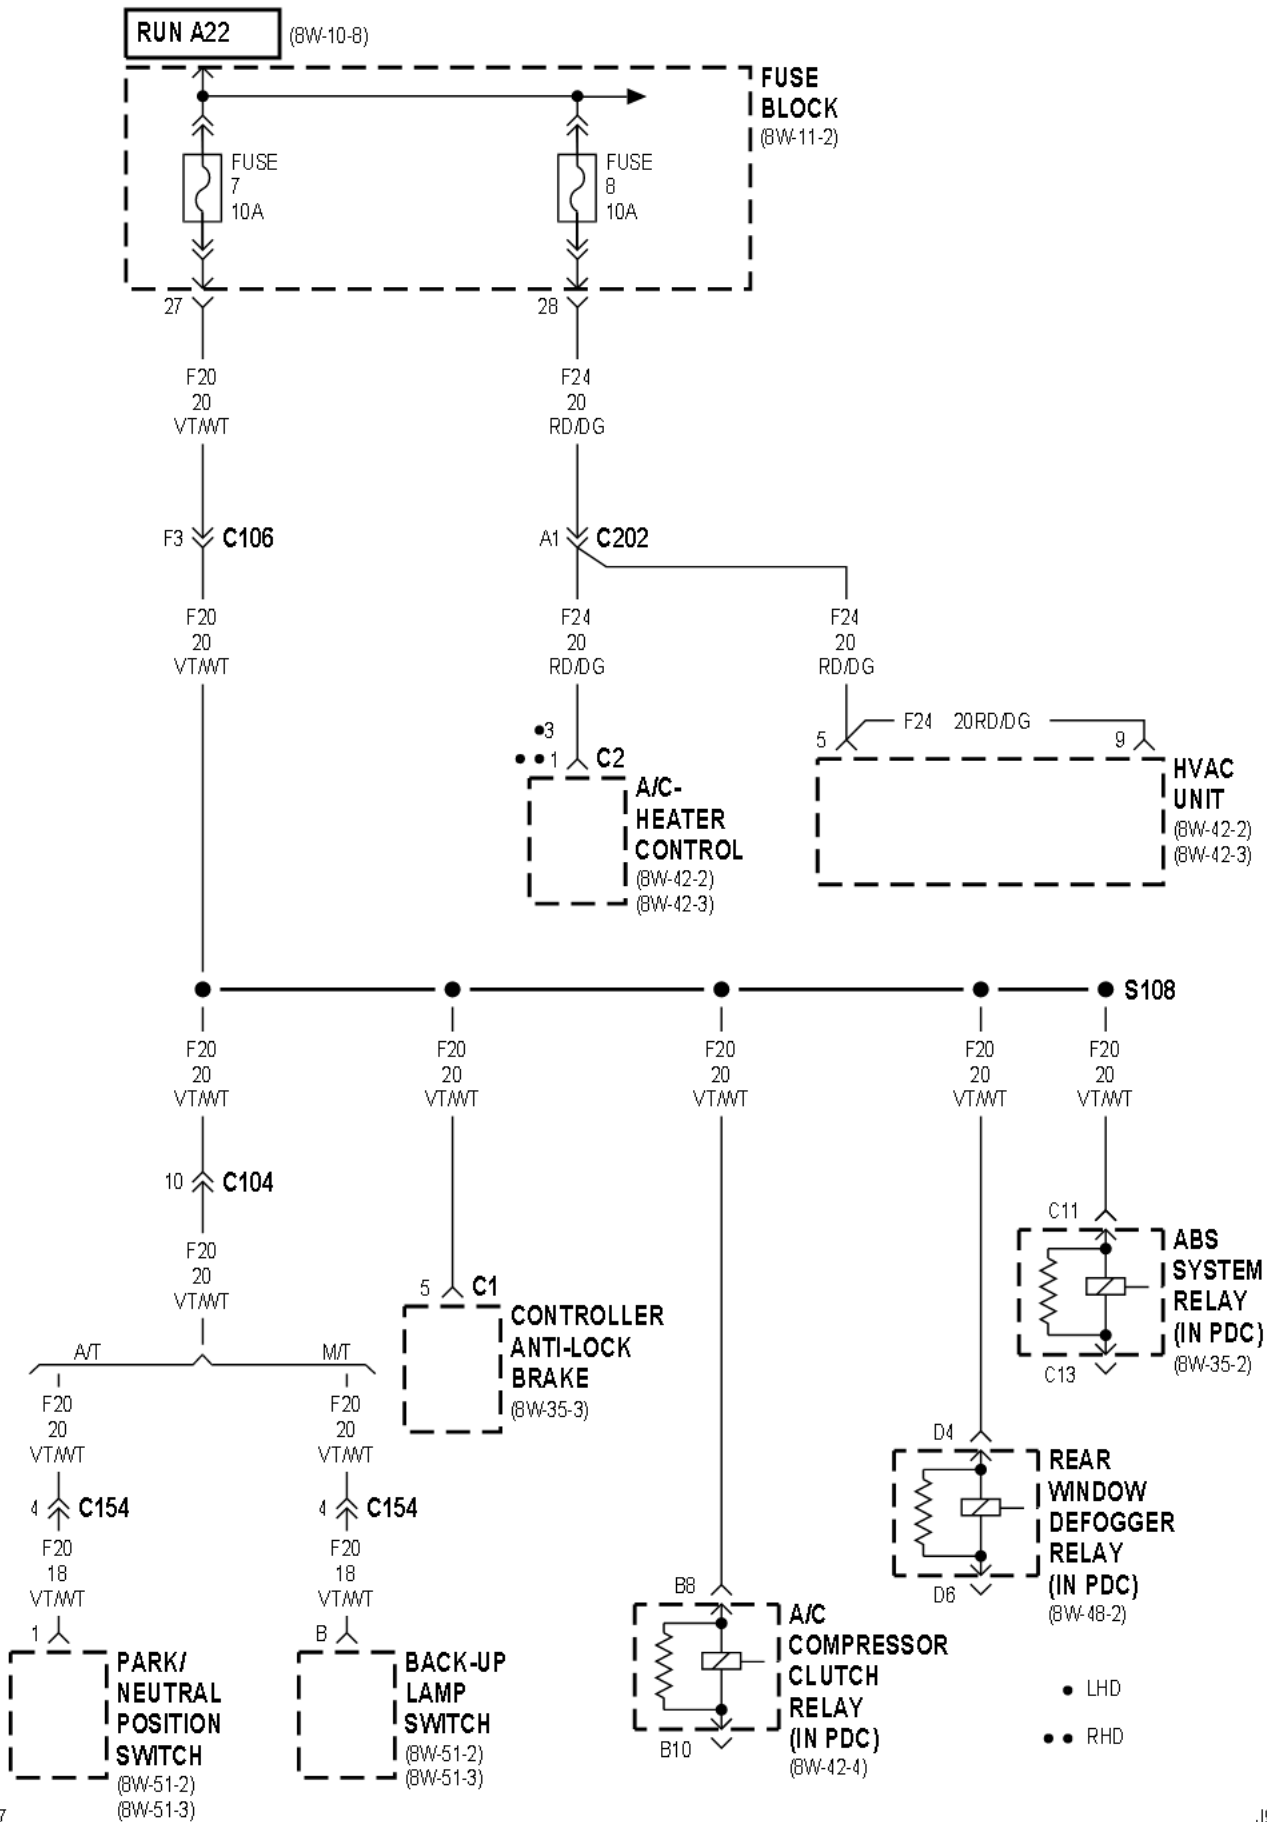 RUN A22 (8W-10-8)
FUSE
BLOCK
(8W-11-2)
FUSE
7
10A
FUSE
8
10A
27
28
F20
20
VT/WT
F24
20
RD/DG
F3 C106
A1 C202
F20
20
VT/WT
F24
20
RD/DG
F24
20
RD/DG
3
1 C2
5
F24 20RD/DG
9
A/C-
HEATER
CONTROL
(8W-42-2)
(8W-42-3)
HVAC
UNIT
(8W-42-2)
(8W-42-3)
S108
F20
20
VT/WT
F20
20
VT/WT
F20
20
VT/WT
F20
20
VT/WT
F20
20
VT/WT
10 C104
F20
20
VT/WT
A/T
M/T
F20
20
VT/WT
F20
20
VT/WT
4 C154
4 C154
F20
18
VT/WT
F20
18
VT/WT
1
B
PARK/
NEUTRAL
POSITION
SWITCH
(8W-51-2)
(8W-51-3)
BACK-UP
LAMP
SWITCH
(8W-51-2)
(8W-51-3)
5 C1
CONTROLLER
ANTI-LOCK
BRAKE
(8W-35-3)
B8
A/C
COMPRESSOR
CLUTCH
RELAY
(IN PDC)
(8W-42-4)
B10
D4
REAR
WINDOW
DEFOGGER
RELAY
(IN PDC)
(8W-48-2)
D6
C11
ABS
SYSTEM
RELAY
(IN PDC)
(8W-35-2)
C13
LHD
RHD
7